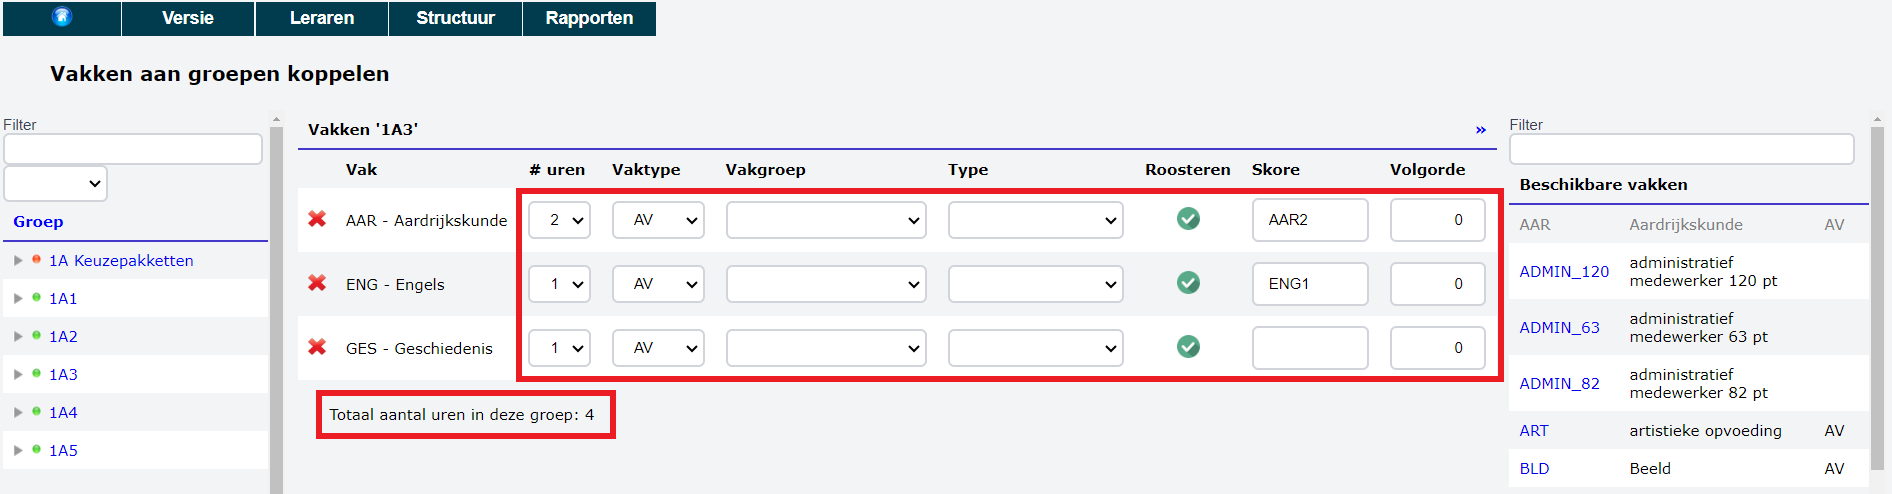 Versie Leraren Structuur Rapporten
Vakken aan groepen koppelen
Filter
Groep
1A Keuzepakketten
1A1
1A2
1A3
1A4
1A5
Vakken '1A3' »
Vak # uren Vaktype Vakgroep Type Roosteren Skore Volgorde
AAR - Aardrijkskunde 2 AV AAR2 0
ENG - Engels 1 AV ENG1 0
GES - Geschiedenis 1 AV 0
Totaal aantal uren in deze groep: 4
Filter
Beschikbare vakken
AAR Aardrijkskunde AV
ADMIN_120 administratief
medewerker 120 pt
ADMIN_63 administratief
medewerker 63 pt
ADMIN_82 administratief
medewerker 82 pt
ART artistieke opvoeding AV
BLD Beeld AV